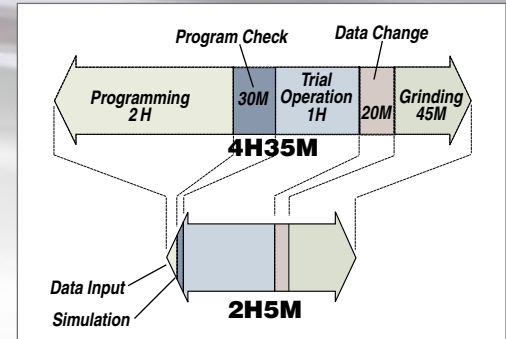 Program Check
Data Change
Programming
2 H
30M
Trial
Operation
1H
20M
Grinding
45M
4H35M
Data Input
Simulation
2H5M